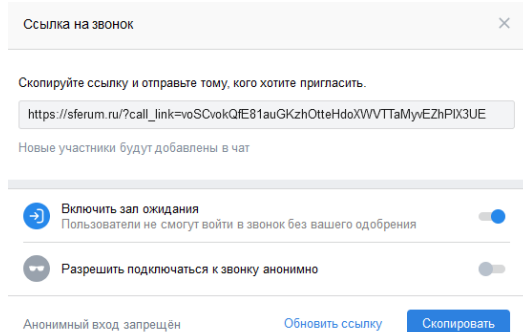 Ссылка на звонок
Скопируйте ссылку и отправьте тому, кого хотите пригласить.
https://sferum.ru/?call_link=voSCvokQfE81auGKzhOtteHdoXWVTTaMyvEZhPlX3UE
Новые участники будут добавлены в чат
Включить зал ожидания
Пользователи не смогут войти в звонок без вашего одобрения
Разрешить подключаться к звонку анонимно
Анонимный вход запрещён Обновить ссылку Скопировать